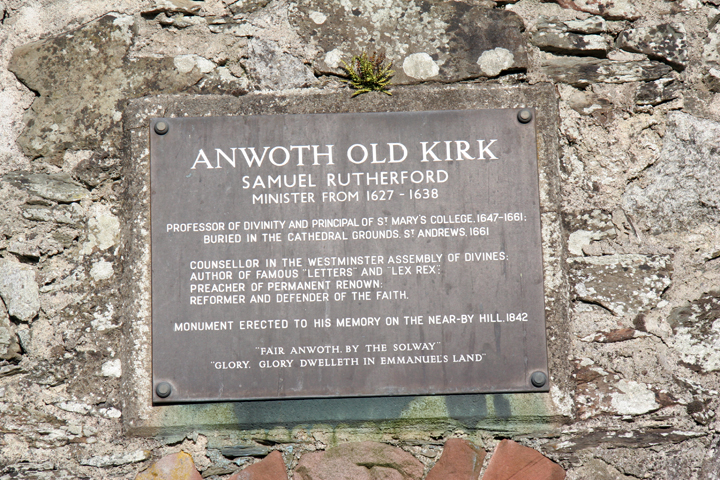 ANWOTH OLD KIRK
SAMUEL RUTHERFORD
MINISTER FROM 1627 - 1638
PROFESSOR OF DIVINITY AND PRINCIPAL OF ST MARY'S COLLEGE. 1647-1661;
BURIED IN THE CATHEDRAL GROUNDS. ST ANDREWS. 1661
COUNSELLOR IN THE WESTMINSTER ASSEMBLY OF DIVINES;
AUTHOR OF FAMOUS "LETTERS" AND "LEX REX";
PREACHER OF PERMANENT RENOWN;
REFORMER AND DEFENDER OF THE FAITH.
MONUMENT ERECTED TO HIS MEMORY ON THE NEAR-BY HILL. 1842
"FAIR ANWOTH. BY THE SOLWAY"
"GLORY. GLORY DWELLETH IN EMMANUEL'S LAND"